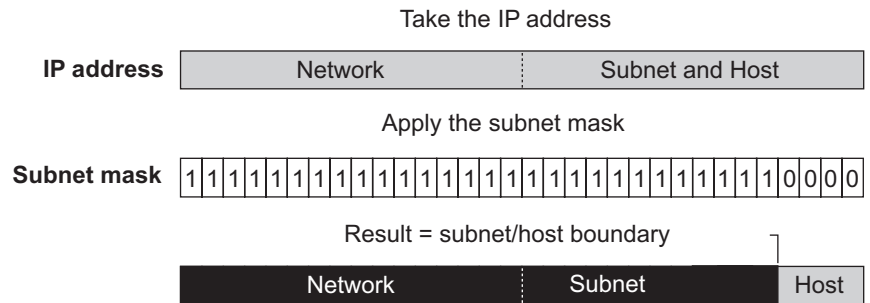 Take the IP address
IP address Network Subnet and Host
Apply the subnet mask
Subnet mask 1 1 1 1 1 1 1 1 1 1 1 1 1 1 1 1 1 1 1 1 1 1 1 1 1 1 1 1 0 0 0 0
Result = subnet/host boundary
Network Subnet Host